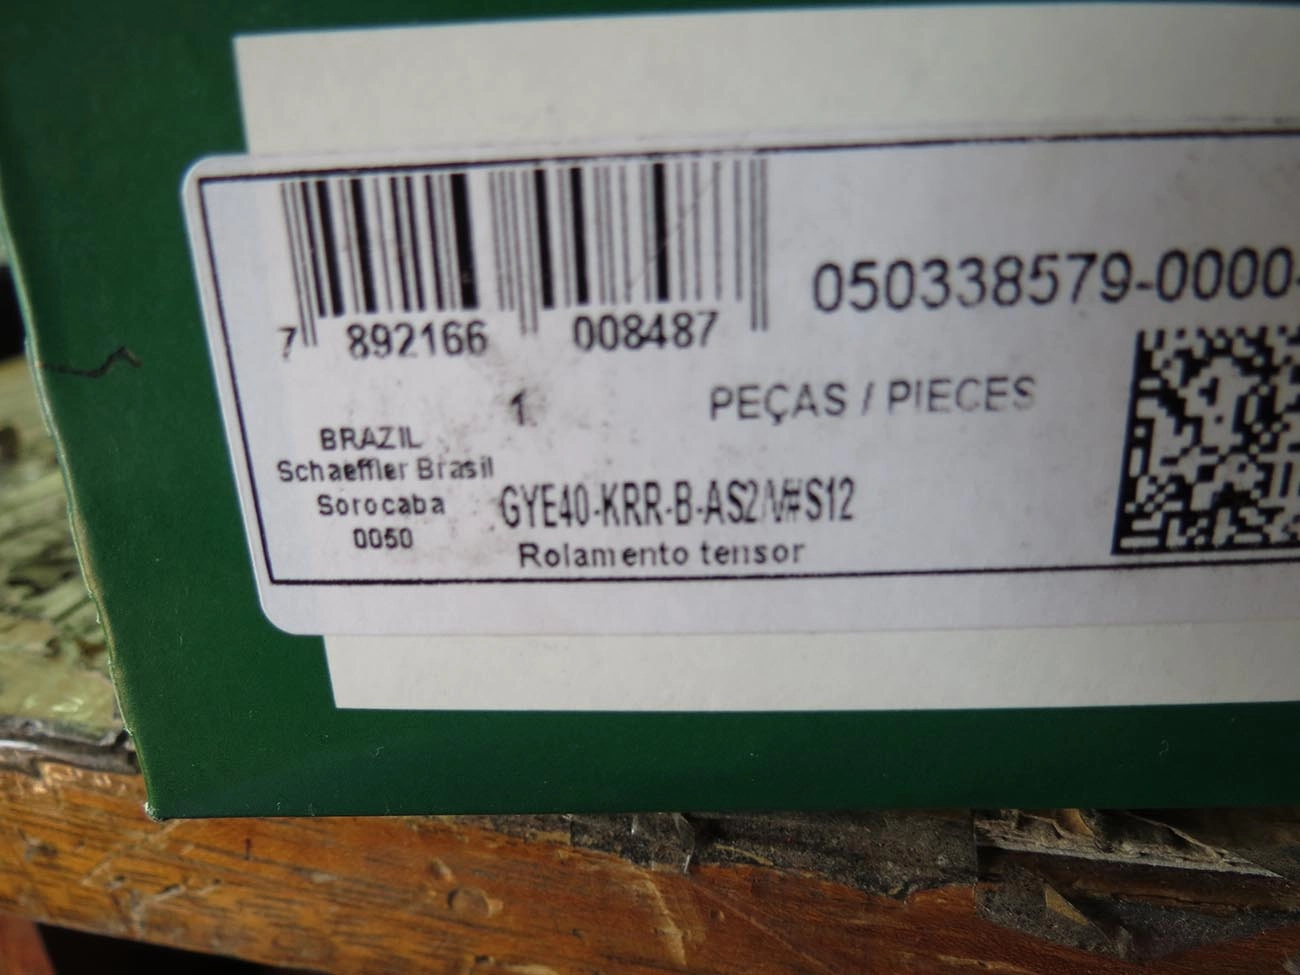 050338579-0000-
7 892166 008487
1 PEÇAS / PIECES
BRAZIL
Schaeffler Brasil
Sorocaba
0050
GYE40-KRR-B-AS2/V#S12
Rolamento tensor